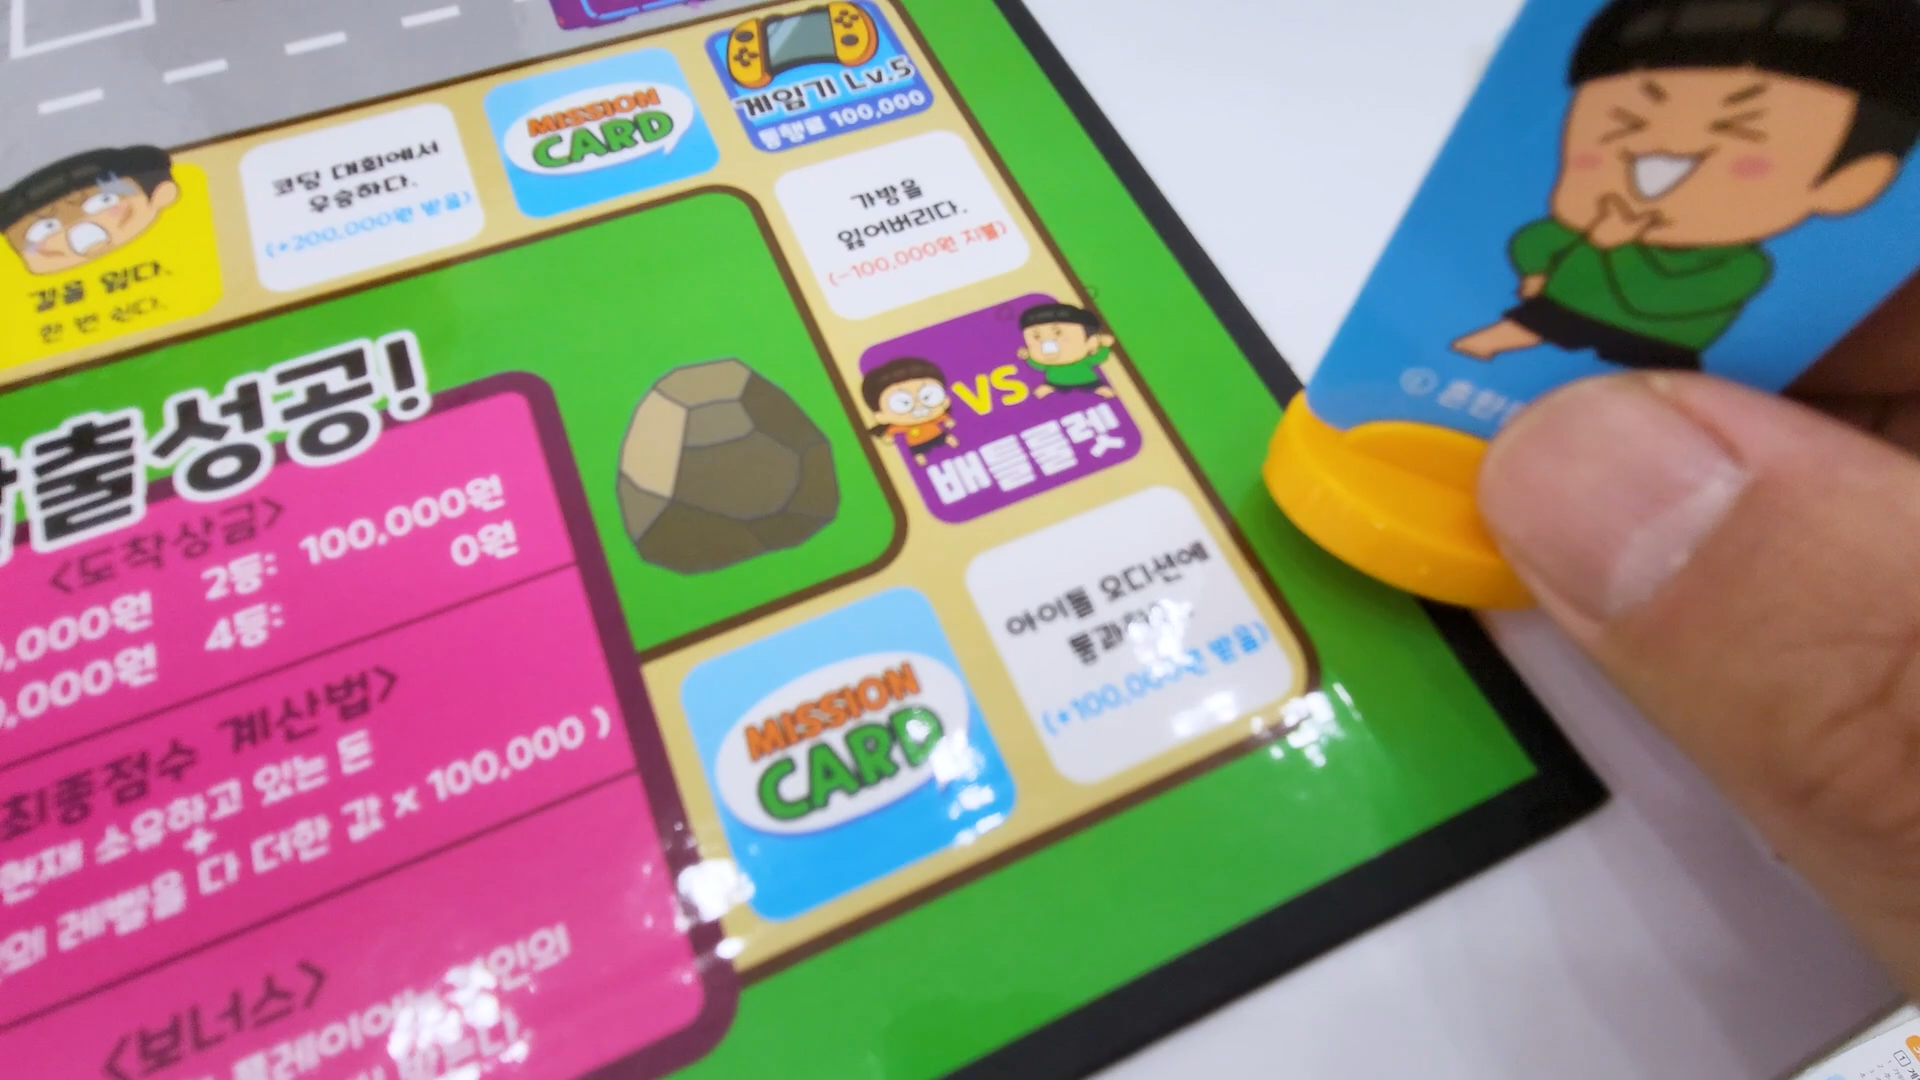 게임기 Lv.5
통행료 100,000
MISSION
CARD
코딩 대회에서
우승하다.
(+200,000원 받음)
가방을
잃어버리다.
(-100,000원 지불)
길을 잃다.
한 번 쉰다.
VS
배틀룰렛
출성공!
<도착상금>
,000원 2등: 100,000원
,000원 4등: 0원
아이돌 오디션에
받음)
MISSION
CARD
최종점수 계산법>
현재 소유하고 있는 돈
+
의 레벨을 다 더한 값 x 100,000 )
<보너스>